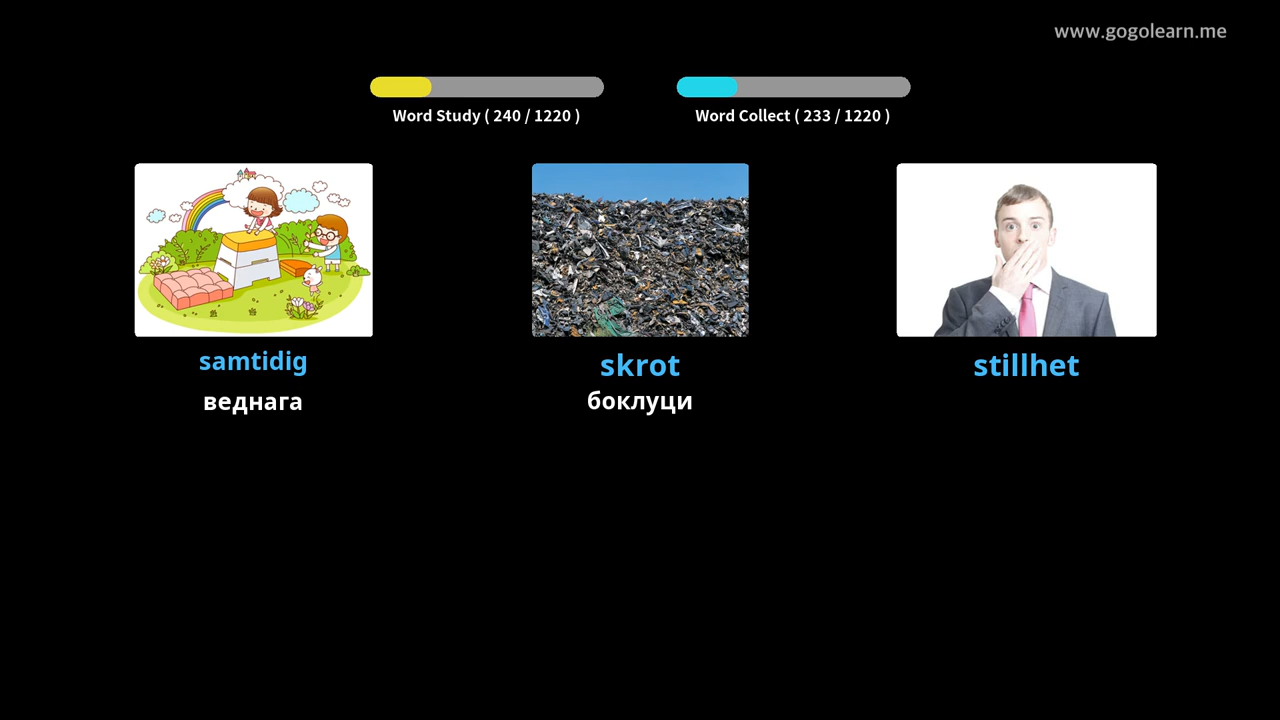 www.gogolearn.me
Word Study ( 240 / 1220 )
Word Collect ( 233 / 1220 )
samtidig
skrot
stillhet
веднага
боклуци